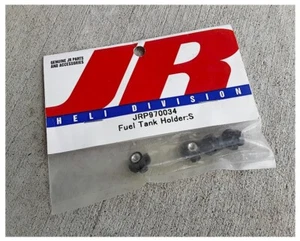 GENUINE JR PARTS
AND ACCESSORIES
JR
HELI DIVISION
JRP970034
Fuel Tank Holder:S